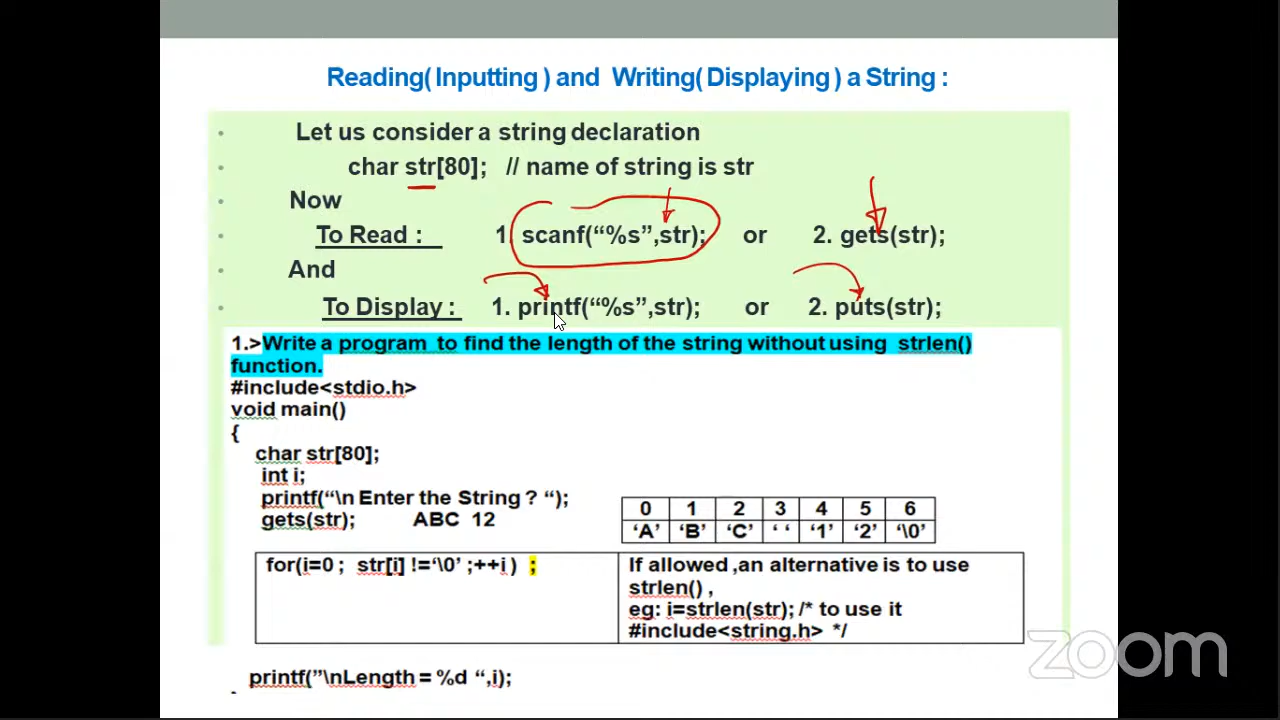 Reading( Inputting ) and Writing( Displaying ) a String :
• Let us consider a string declaration
• char str[80]; // name of string is str
• Now
• To Read : 1. scanf(“%s”,str); or 2. gets(str);
• And
• To Display : 1. printf(“%s”,str); or 2. puts(str);
1.>Write a program to find the length of the string without using strlen()
function.
#include<stdio.h>
void main()
{
char str[80];
int i;
printf(“\n Enter the String ? “);
gets(str); ABC 12
0 1 2 3 4 5 6
‘A’ ‘B’ ‘C’ ‘ ‘ ‘1’ ‘2’ ‘\0’
for(i=0 ; str[i] !=‘\0’ ;++i ) ;
If allowed ,an alternative is to use
strlen() ,
eg: i=strlen(str); /* to use it
#include<string.h> */
printf(”\nLength = %d “,i);
zoom